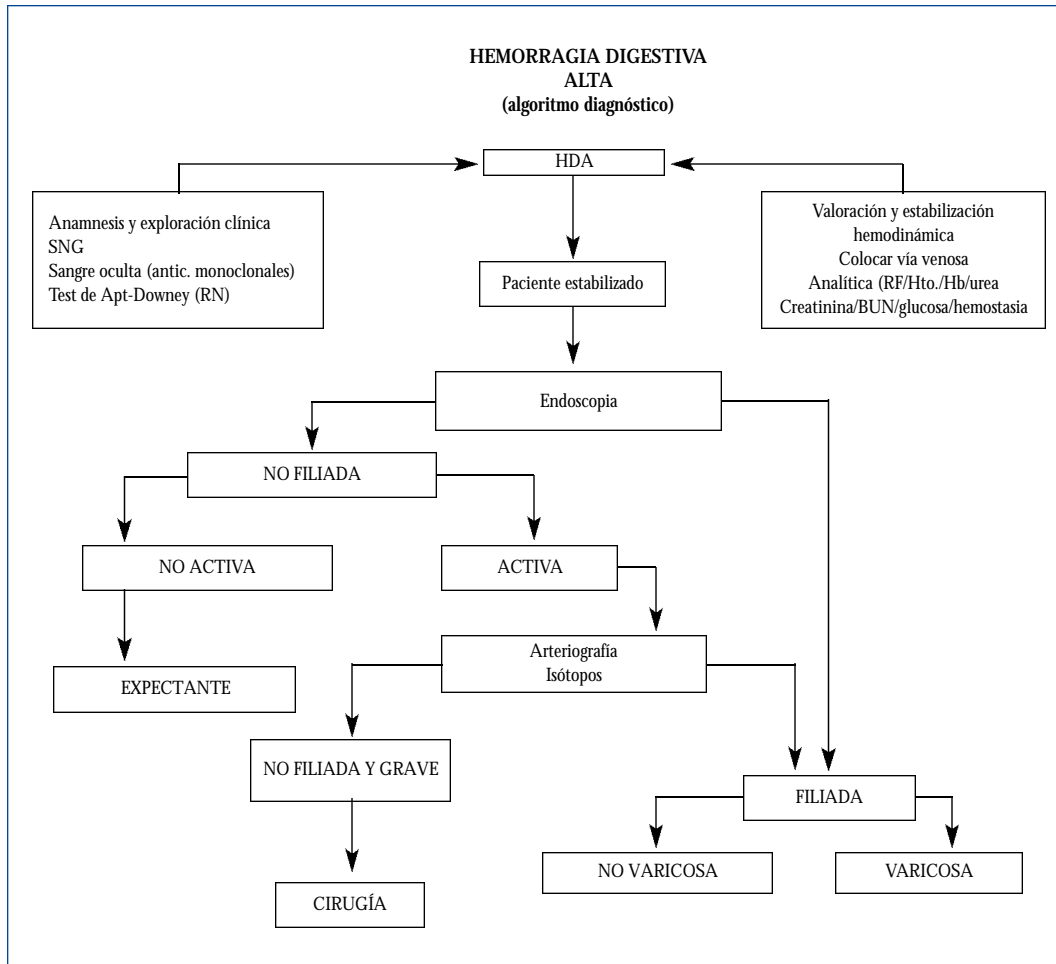 HEMORRAGIA DIGESTIVA
ALTA
(algoritmo diagnóstico)
HDA
Anamnesis y exploración clínica
SNG
Sangre oculta (antic. monoclonales)
Test de Apt-Downey (RN)
Valoración y estabilización
hemodinámica
Colocar vía venosa
Analítica (RF/Hto./Hb/urea
Creatinina/BUN/glucosa/hemostasia
Paciente estabilizado
Endoscopia
NO FILIADA
NO ACTIVA
ACTIVA
Arteriografía
Isótopos
EXPECTANTE
NO FILIADA Y GRAVE
FILIADA
NO VARICOSA
VARICOSA
CIRUGÍA